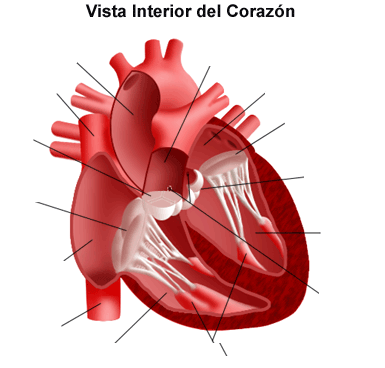 Vista Interior del Corazón